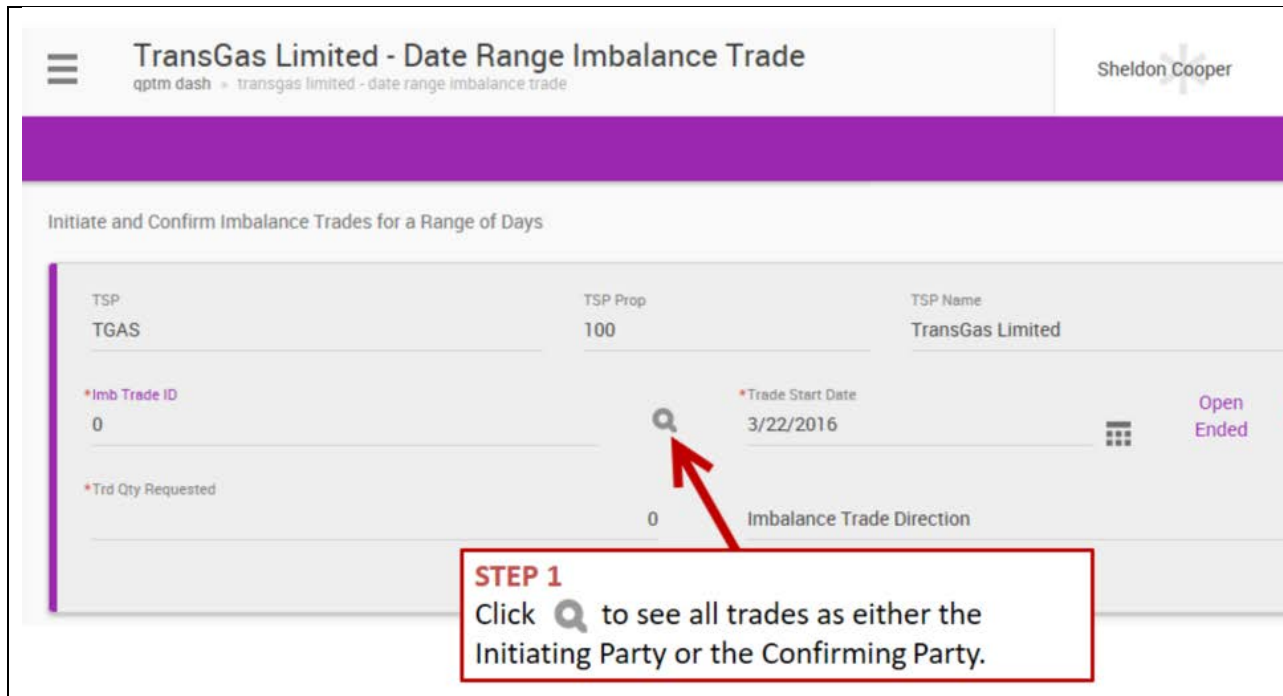 TransGas Limited - Date Range Imbalance Trade
qptm dash » transgas limited - date range imbalance trade
Sheldon Cooper
Initiate and Confirm Imbalance Trades for a Range of Days
TSP
TGAS
TSP Prop
100
TSP Name
TransGas Limited
*Imb Trade ID
0
*Trade Start Date
3/22/2016
Open
Ended
*Trd Qty Requested
0
Imbalance Trade Direction
STEP 1
Click to see all trades as either the
Initiating Party or the Confirming Party.